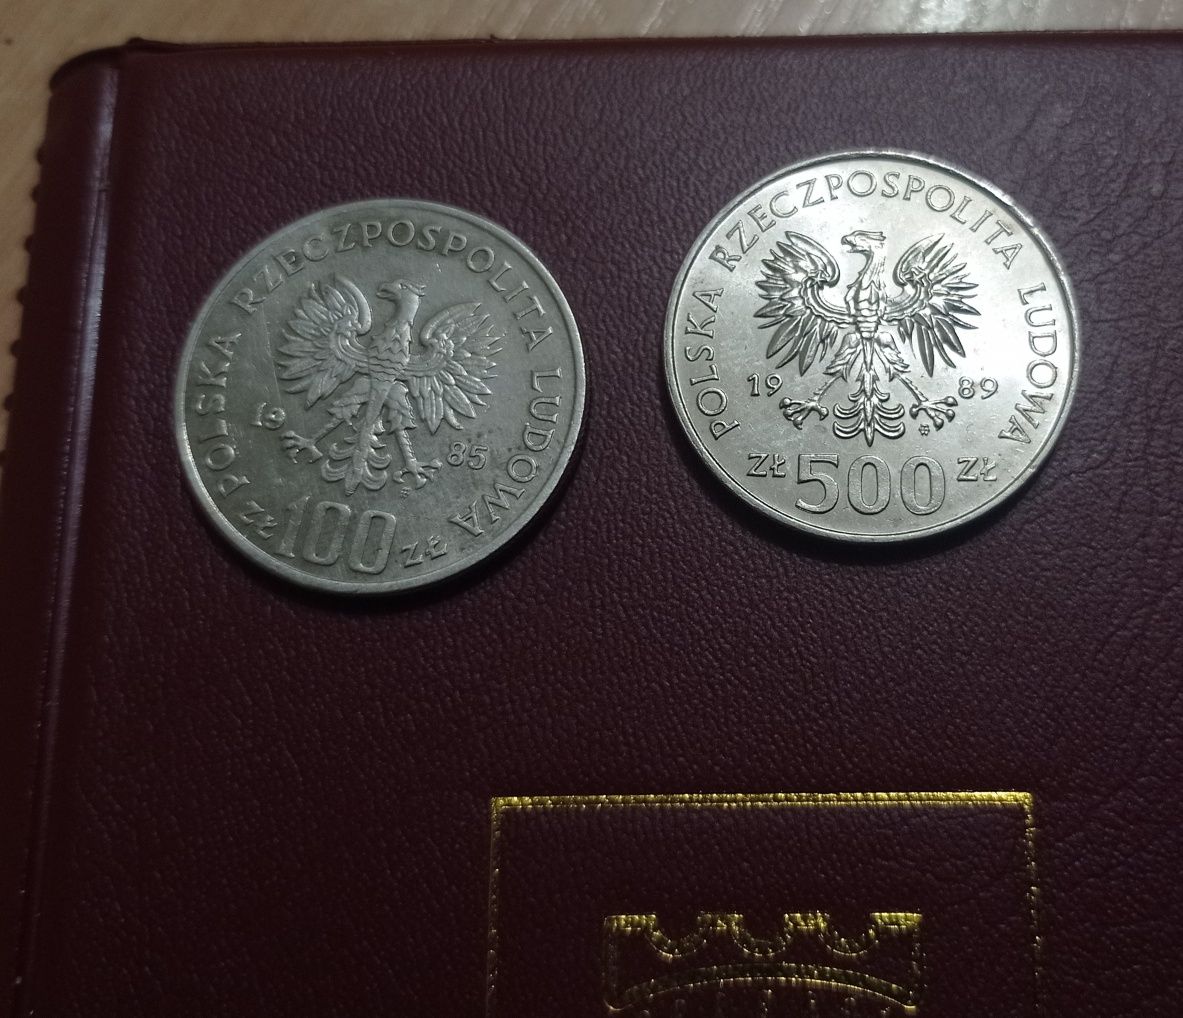 POLSKA RZECZPOSPOLITA LUDOWA
19 85
ZŁ 100 ZŁ
POLSKA RZECZPOSPOLITA LUDOWA
19 89
ZŁ 500 ZŁ